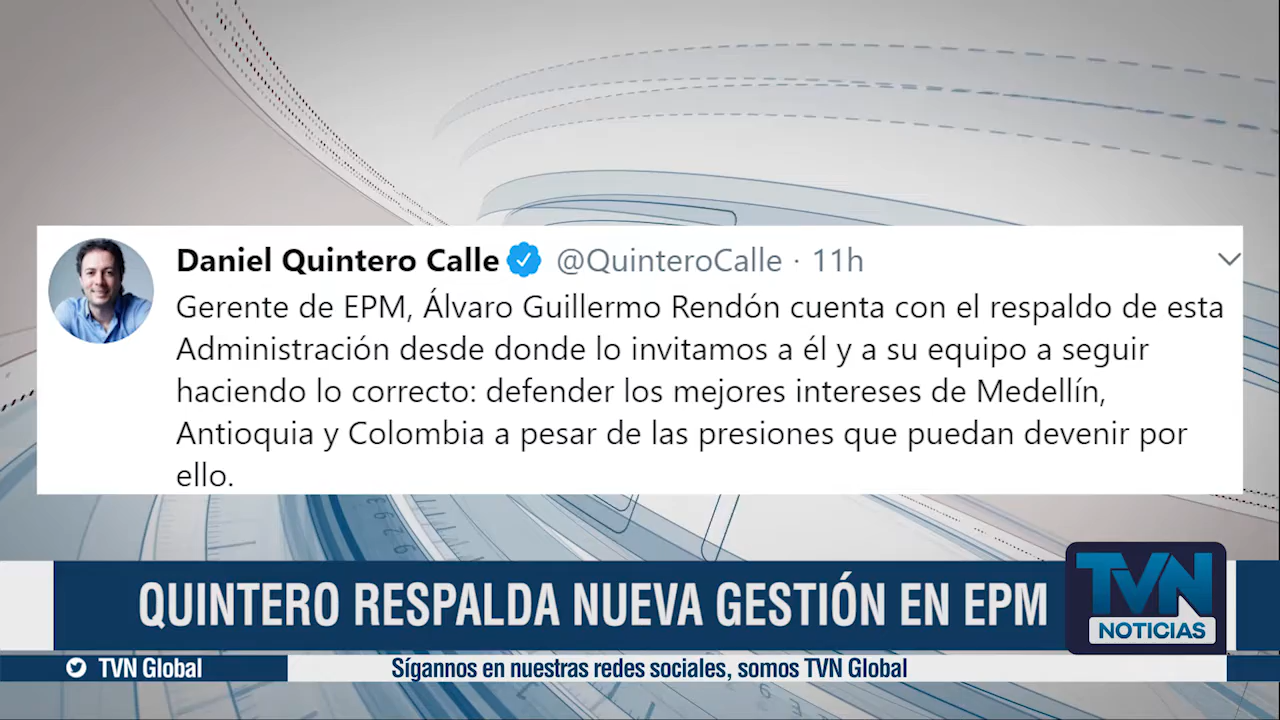 Daniel Quintero Calle @QuinteroCalle · 11h
Gerente de EPM, Álvaro Guillermo Rendón cuenta con el respaldo de esta
Administración desde donde lo invitamos a él y a su equipo a seguir
haciendo lo correcto: defender los mejores intereses de Medellín,
Antioquia y Colombia a pesar de las presiones que puedan devenir por
ello.
QUINTERO RESPALDA NUEVA GESTIÓN EN EPM
TVN
NOTICIAS
TVN Global
Sígannos en nuestras redes sociales, somos TVN Global